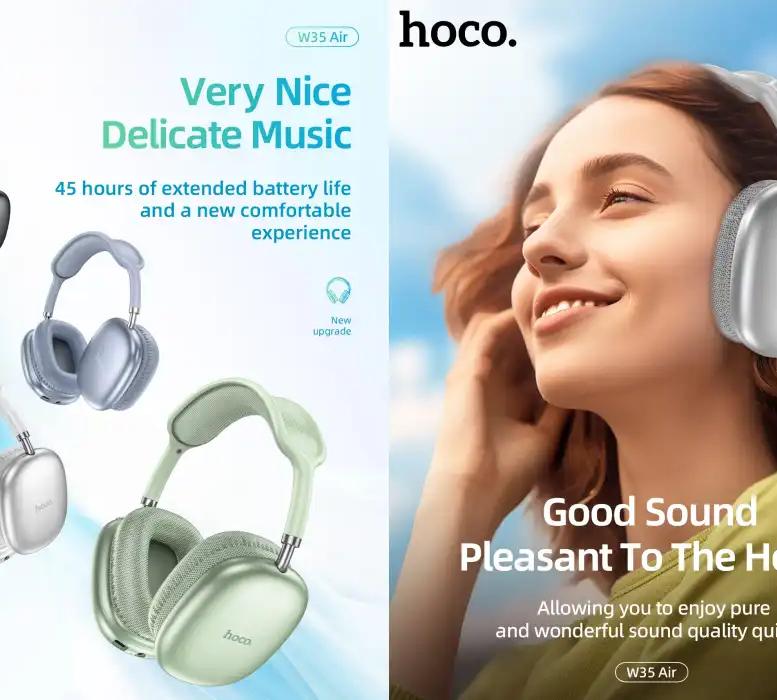 W35 Air
Very Nice
Delicate Music
45 hours of extended battery life
and a new comfortable
experience
New
upgrade
hoco.
hoco.
hoco.
Good Sound
Pleasant To The
Allowing you to enjoy pure
and wonderful sound quality
W35 Air